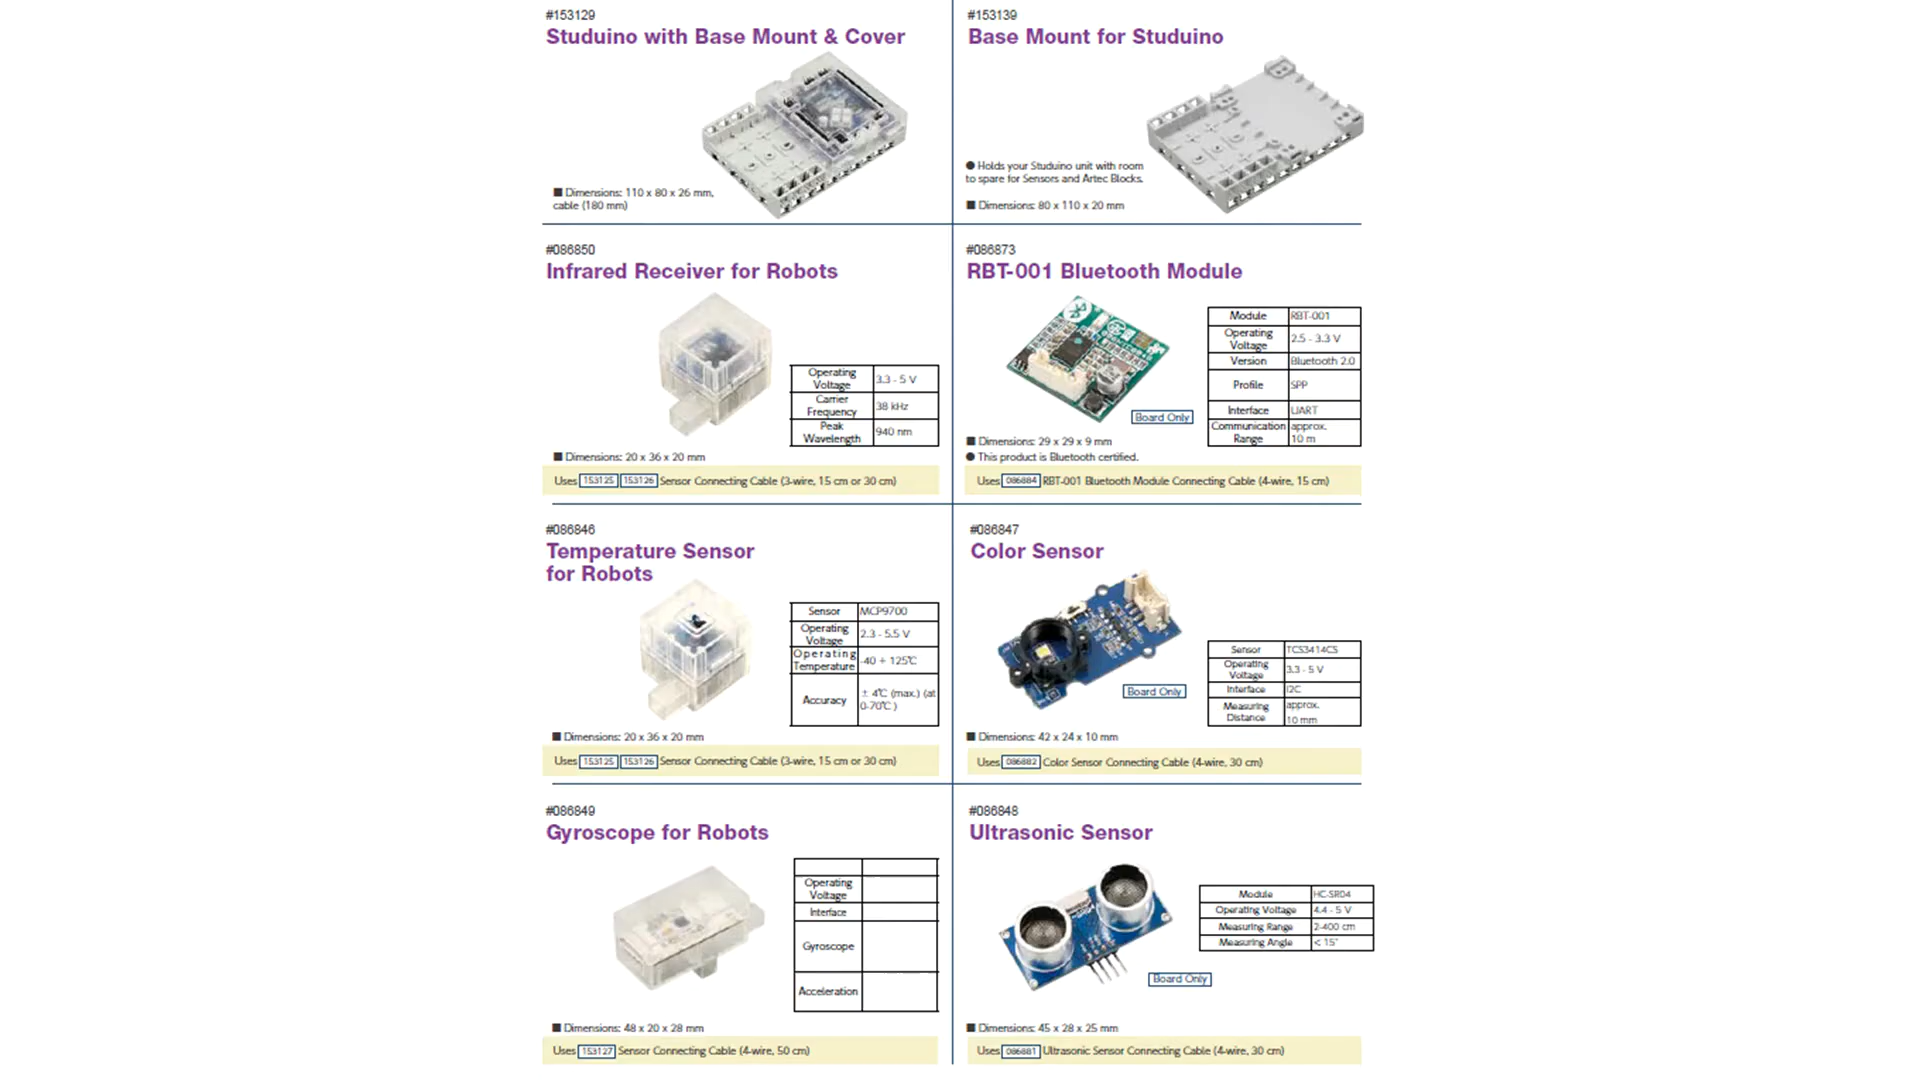 #153129
Studuino with Base Mount & Cover
■ Dimensions: 110 x 80 x 26 mm,
cable (180 mm)
#153139
Base Mount for Studuino
● Holds your Studuino unit with room
to spare for Sensors and Artec Blocks.
■ Dimensions: 80 x 110 x 20 mm
#086850
Infrared Receiver for Robots
Operating Voltage 3.3 - 5 V
Carrier Frequency 38 kHz
Peak Wavelength 940 nm
■ Dimensions: 20 x 36 x 20 mm
Uses 153125 153126 Sensor Connecting Cable (3-wire, 15 cm or 30 cm)
#086873
RBT-001 Bluetooth Module
Board Only
Module RBT-001
Operating Voltage 2.5 - 3.3 V
Version Bluetooth 2.0
Profile SPP
Interface UART
Communication Range approx. 10 m
■ Dimensions: 29 x 29 x 9 mm
● This product is Bluetooth certified.
Uses 086884 RBT-001 Bluetooth Module Connecting Cable (4-wire, 15 cm)
#086846
Temperature Sensor
for Robots
Sensor MCP9700
Operating Voltage 2.3 - 5.5 V
Operating Temperature -40 + 125℃
Accuracy ± 4℃ (max.) (at 0-70℃ )
■ Dimensions: 20 x 36 x 20 mm
Uses 153125 153126 Sensor Connecting Cable (3-wire, 15 cm or 30 cm)
#086847
Color Sensor
Board Only
Sensor TCS3414CS
Operating Voltage 3.3 - 5 V
Interface I2C
Measuring Distance approx. 10 mm
■ Dimensions: 42 x 24 x 10 mm
Uses 086882 Color Sensor Connecting Cable (4-wire, 30 cm)
#086849
Gyroscope for Robots
Operating Voltage
Interface
Gyroscope
Acceleration
■ Dimensions: 48 x 20 x 28 mm
Uses 153127 Sensor Connecting Cable (4-wire, 50 cm)
#086848
Ultrasonic Sensor
Board Only
Module HC-SR04
Operating Voltage 4.4 - 5 V
Measuring Range 2-400 cm
Measuring Angle < 15°
■ Dimensions: 45 x 28 x 25 mm
Uses 086881 Ultrasonic Sensor Connecting Cable (4-wire, 30 cm)